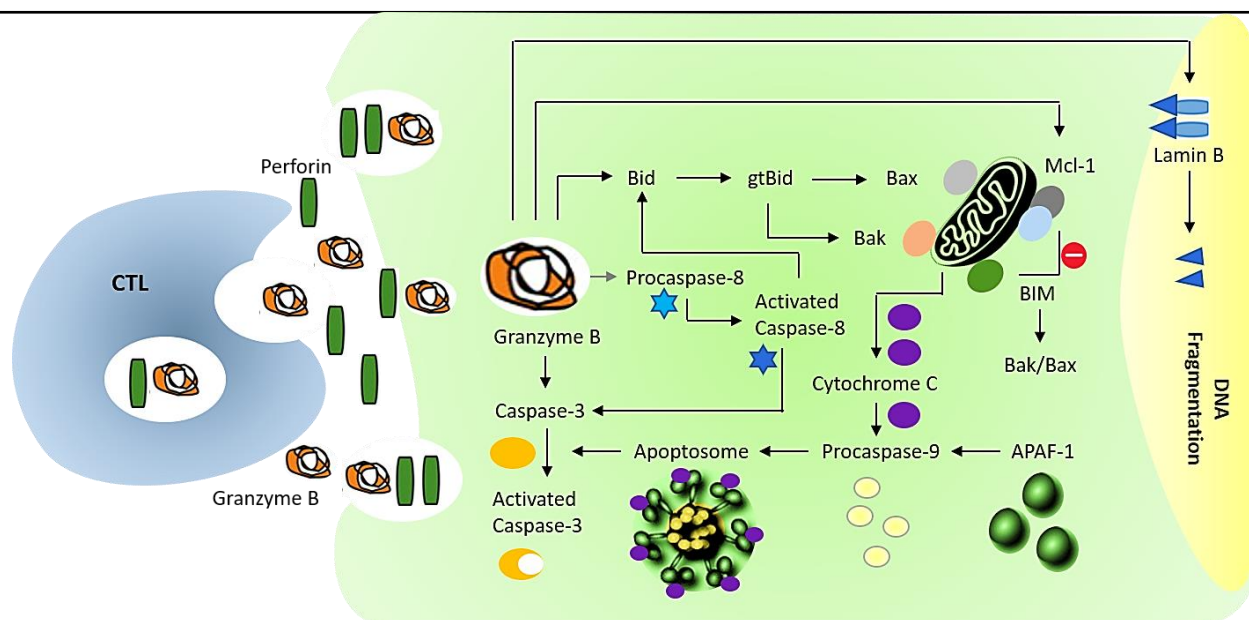 Perforin
CTL
Granzyme B
Granzyme B
Bid
gtBid
Bax
Bak
Procaspase-8
Activated
Caspase-8
Caspase-3
Activated
Caspase-3
Apoptosome
Procaspase-9
APAF-1
Cytochrome C
Mcl-1
BIM
Bak/Bax
Lamin B
DNA
Fragmentation